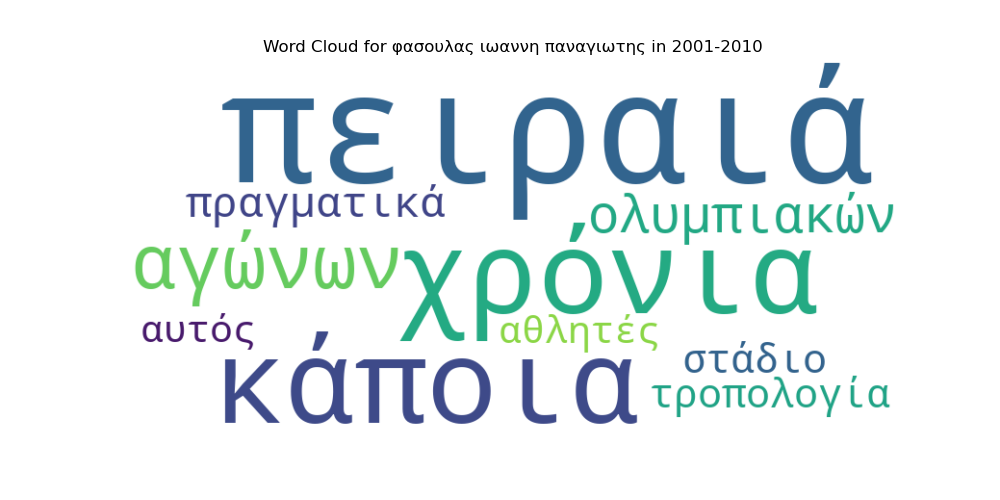 Word Cloud for φασουλας ιωαννη παναγιωτης in 2001-2010
πειραιά
πραγματικά
ολυμπιακών
αγώνων
χρόνια
αυτός
αθλητές
κάποια
στάδιο
τροπολογία